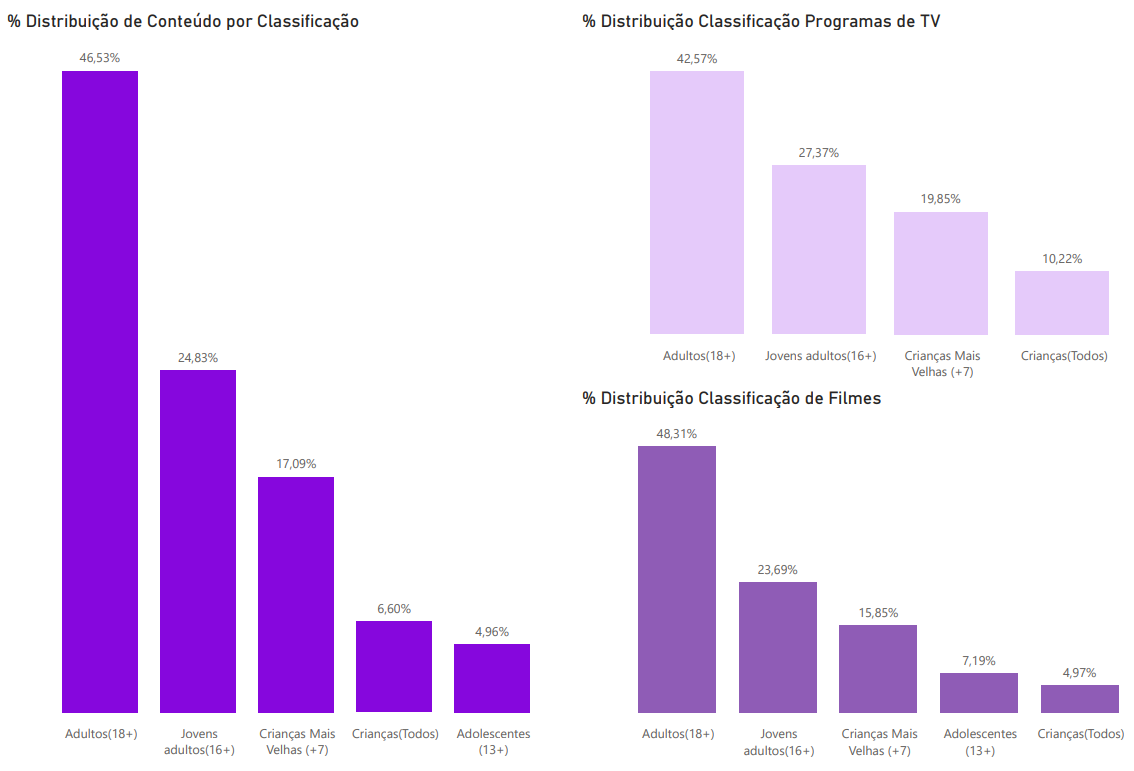 % Distribuição de Conteúdo por Classificação
46,53%
24,83%
17,09%
6,60%
4,96%
Adultos(18+)
Jovens
adultos(16+)
Crianças Mais
Velhas (+7)
Crianças(Todos)
Adolescentes
(13+)
% Distribuição Classificação Programas de TV
42,57%
27,37%
19,85%
10,22%
Adultos(18+)
Jovens adultos(16+)
Crianças Mais
Velhas (+7)
Crianças(Todos)
% Distribuição Classificação de Filmes
48,31%
23,69%
15,85%
7,19%
4,97%
Adultos(18+)
Jovens
adultos(16+)
Crianças Mais
Velhas (+7)
Adolescentes
(13+)
Crianças(Todos)